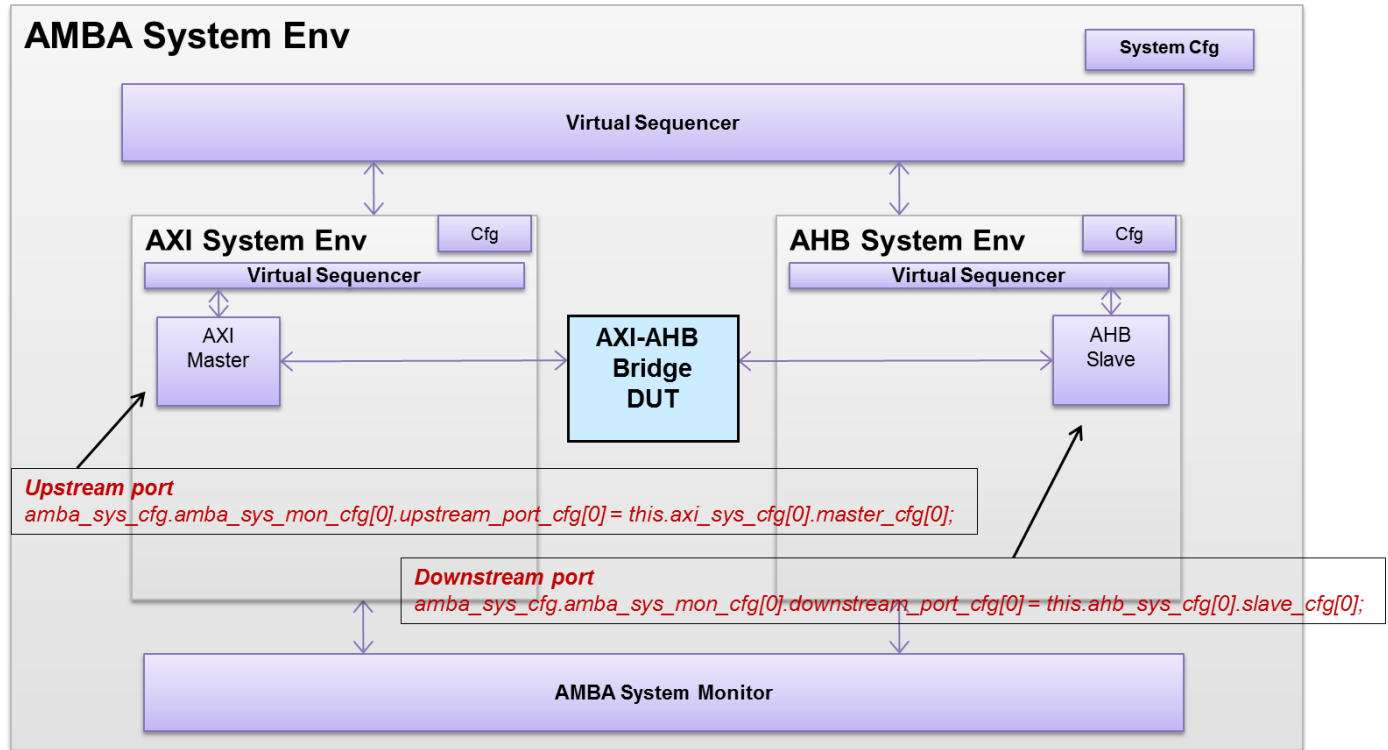 AMBA System Env
System Cfg
Virtual Sequencer
AXI System Env
Cfg
Virtual Sequencer
AXI
Master
AXI-AHB
Bridge
DUT
AHB System Env
Cfg
Virtual Sequencer
AHB
Slave
Upstream port
amba_sys_cfg.amba_sys_mon_cfg[0].upstream_port_cfg[0] = this.axi_sys_cfg[0].master_cfg[0];
Downstream port
amba_sys_cfg.amba_sys_mon_cfg[0].downstream_port_cfg[0] = this.ahb_sys_cfg[0].slave_cfg[0];
AMBA System Monitor